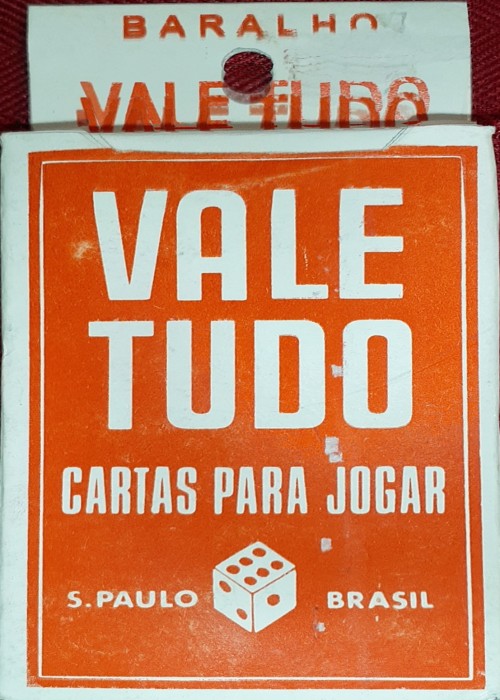 BARALHO
VALE TUDO
VALE
TUDO
CARTAS PARA JOGAR
S.PAULO BRASIL